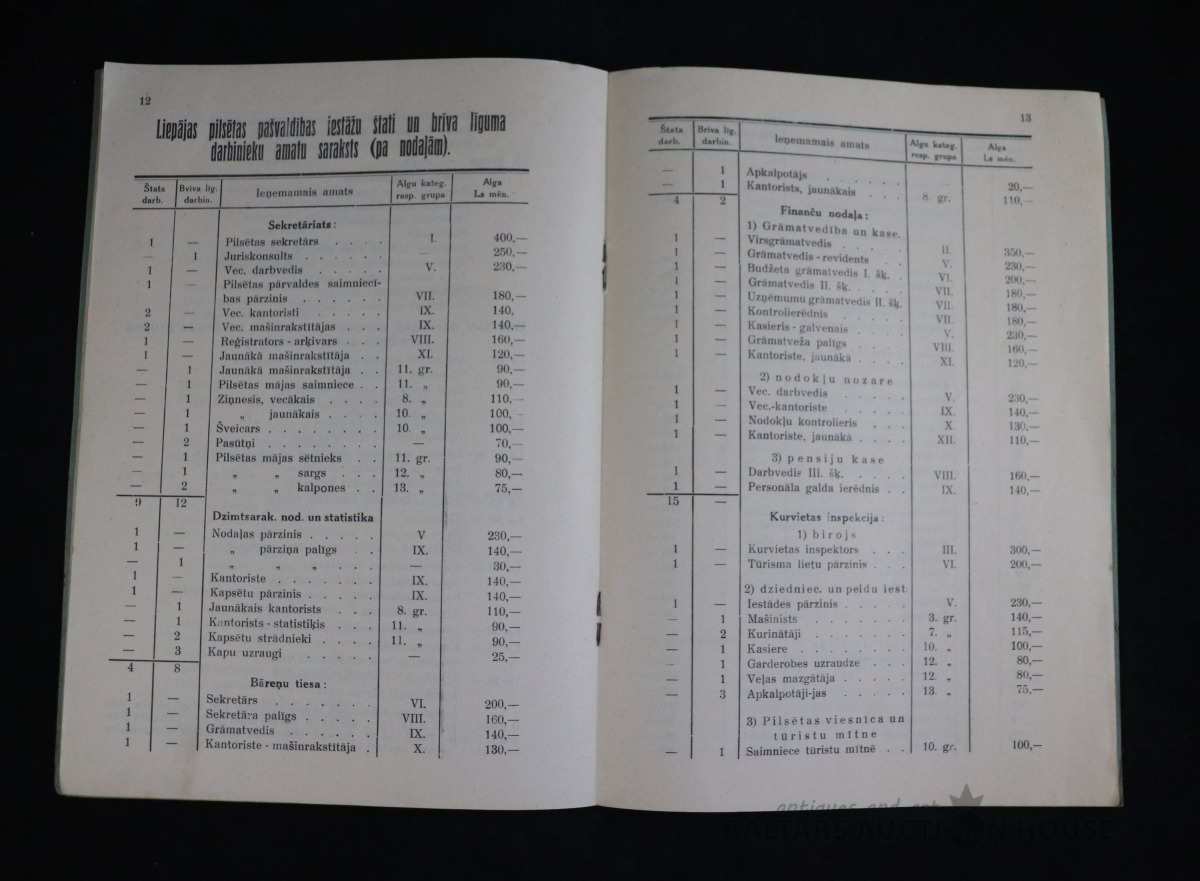 12
Liepājas pilsētas pašvaldības iestāžu štati un brīva līguma
darbinieku amatu saraksts (pa nodaļām).
Štata darb. Brīva līg. darbin. Ieņemamais amats Algu kateg. resp. grupa Alga Ls mēn.
Sekretāriats:
1 — Pilsētas sekretārs . . . . I. 400,—
— 1 Juriskonsults . . . . . — 250,—
1 — Vec. darbvedis . . . . . V. 230,—
1 — Pilsētas pārvaldes saimniecī-
bas pārzinis . . . . . . VII. 180,—
2 — Vec. kantoristi . . . . . IX. 140,
2 — Vec. mašinrakstītājas . . . IX. 140,—
1 — Reģistrators - arķivars . . . VIII. 160,—
1 — Jaunākā mašinrakstītāja . . XI. 120,—
— 1 Jaunākā mašinrakstītāja . . 11. gr. 90,—
— 1 Pilsētas mājas saimniece . . 11. „ 90,—
— 1 Ziņnesis, vecākais . . . . 8. „ 110,—
— 1 „ jaunākais . . . . 10. „ 100,—
— 1 Šveicars . . . . . . . . 10. „ 100,—
— 2 Pasūtņi . . . . . . . . — 70,—
— 1 Pilsētas mājas sētnieks . . 11. gr. 90,—
— 1 „ „ sargs . . . 12. „ 80,—
— 2 „ „ kalpones . . 13. „ 75,—
9 12
Dzimtsarak. nod. un statistika
1 — Nodaļas pārzinis . . . . . V 230,—
1 — „ pārziņa palīgs . . IX. 140,—
— 1 „ „ „ . . . — 30,—
1 — Kantoriste . . . . . . . IX. 140,—
1 — Kapsētu pārzinis . . . . . IX. 140,—
— 1 Jaunākais kantorists . . . 8. gr. 110,—
— 1 Kantorists - statistiķis . . . 11. „ 90,—
— 2 Kapsētu strādnieki . . . . 11. „ 90,—
— 3 Kapu uzraugi . . . . . . — 25,—
4 8
Bāreņu tiesa:
1 — Sekretārs . . . . . . . VI. 200,—
1 — Sekretāra palīgs . . . . . VIII. 160,—
1 — Grāmatvedis . . . . . . IX. 140,—
1 — Kantoriste - mašinrakstītāja . X. 130,—
13
Štata darb. Brīva lig. darbin. Ieņemamais amats Algu kateg. resp. grupa Alga Ls mēn.
— 1 Apkalpotājs . . . . . . — 20,—
— 1 Kantorists, jaunākais . . . 8. gr. 110,—
4 2
Finanču nodaļa:
1) Grāmatvedība un kase.
1 — Virsgrāmatvedis . . . . . II. 350,—
1 — Grāmatvedis - revidents . . V. 230,—
1 — Budžeta grāmatvedis I. šķ. . VI. 200,—
1 — Grāmatvedis II. šķ. . . . . VII. 180,—
1 — Uzņēmumu grāmatvedis II. šķ. VII. 180,—
1 — Kontrolierēdnis . . . . . VII. 180,—
1 — Kasieris - galvenais . . . . V. 230,—
1 — Grāmatveža palīgs . . . . VIII. 160,—
1 — Kantoriste, jaunākā . . . . XI. 120,—
2) nodokļu nozare
1 — Vec. darbvedis . . . . . V. 230,—
1 — Vec.-kantoriste . . . . . IX. 140,—
1 — Nodokļu kontrolieris . . . X 130,—
1 — Kantoriste, jaunākā . . . . XII. 110,—
3) pensiju kase
1 — Darbvedis III. šķ. . . . . VIII. 160,—
1 — Personāla galda ierēdnis . . IX. 140,—
15 —
Kurvietas inspekcija:
1) birojs
1 — Kurvietas inspektors . . . III. 300,—
1 — Tūrisma lietu pārzinis . . . VI. 200,—
2) dziedniec. un peldu iest
1 — Iestādes pārzinis . . . . . V. 230,—
— 1 Mašinists . . . . . . . 3. gr. 140,—
— 2 Kurinātāji . . . . . . . 7. „ 115,—
— 1 Kasiere . . . . . . . . 10. „ 100,—
— 1 Garderobes uzraudze . . . 12. „ 80,—
— 1 Veļas mazgātāja . . . . . 12. „ 80,—
— 3 Apkalpotāji-jas . . . . . 13. „ 75,—
3) Pilsētas viesnīca un
tūristu mītne
— 1 Saimniece tūristu mītnē . . 10. gr. 100,—
antiques and art
BALTARS AUCTION HOUSE